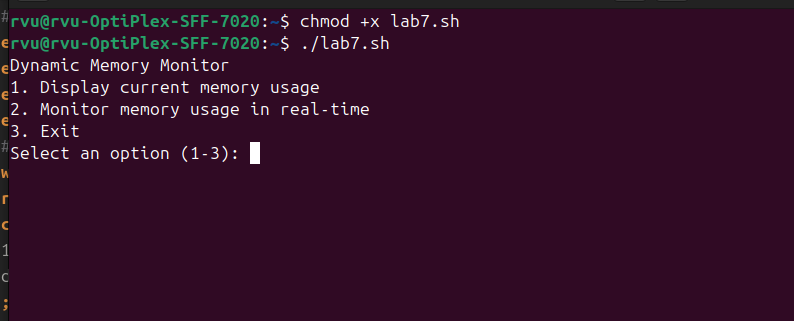 rvu@rvu-OptiPlex-SFF-7020:~$ chmod +x lab7.sh
rvu@rvu-OptiPlex-SFF-7020:~$ ./lab7.sh
Dynamic Memory Monitor
1. Display current memory usage
2. Monitor memory usage in real-time
3. Exit
Select an option (1-3):